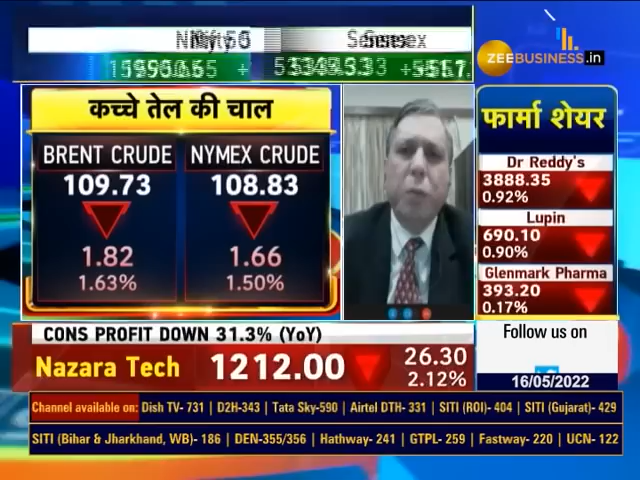 ZEEBUSINESS.in
कच्चे तेल की चाल
BRENT CRUDE
109.73
1.82
1.63%
NYMEX CRUDE
108.83
1.66
1.50%
फार्मा शेयर
Dr Reddy's
3888.35
0.92%
Lupin
690.10
0.90%
Glenmark Pharma
393.20
0.17%
CONS PROFIT DOWN 31.3% (YoY)
Nazara Tech 1212.00 26.30
2.12%
Follow us on
16/05/2022
Channel available on: Dish TV- 731 | D2H-343 | Tata Sky-590 | Airtel DTH- 331 | SITI (ROI)- 404 | SITI (Gujarat)- 429
SITI (Bihar & Jharkhand, WB)- 186 | DEN-355/356 | Hathway- 241 | GTPL- 259 | Fastway- 220 | UCN- 122